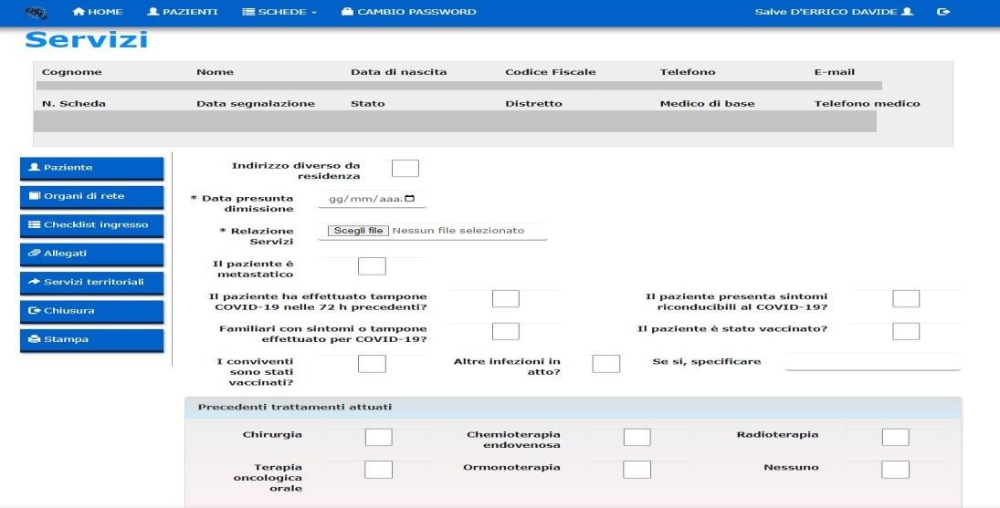 HOME PAZIENTI SCHEDE CAMBIO PASSWORD Salve D'ERRICO DAVIDE
Servizi
Cognome Nome Data di nascita Codice Fiscale Telefono E-mail
N. Scheda Data segnalazione Stato Distretto Medico di base Telefono medico
Paziente
Organi di rete
Checklist ingresso
Allegati
Servizi territoriali
Chiusura
Stampa
Indirizzo diverso da
residenza
* Data presunta
dimissione
gg/mm/aaa
* Relazione
Servizi
Scegli file Nessun file selezionato
Il paziente è
metastatico
Il paziente ha effettuato tampone
COVID-19 nelle 72 h precedenti?
Il paziente presenta sintomi
riconducibili al COVID-19?
Familiari con sintomi o tampone
effettuato per COVID-19?
Il paziente è stato vaccinato?
I conviventi
sono stati
vaccinati?
Altre infezioni in
atto?
Se si, specificare
Precedenti trattamenti attuati
Chirurgia
Chemioterapia
endovenosa
Radioterapia
Terapia
oncologica
orale
Ormonoterapia
Nessuno